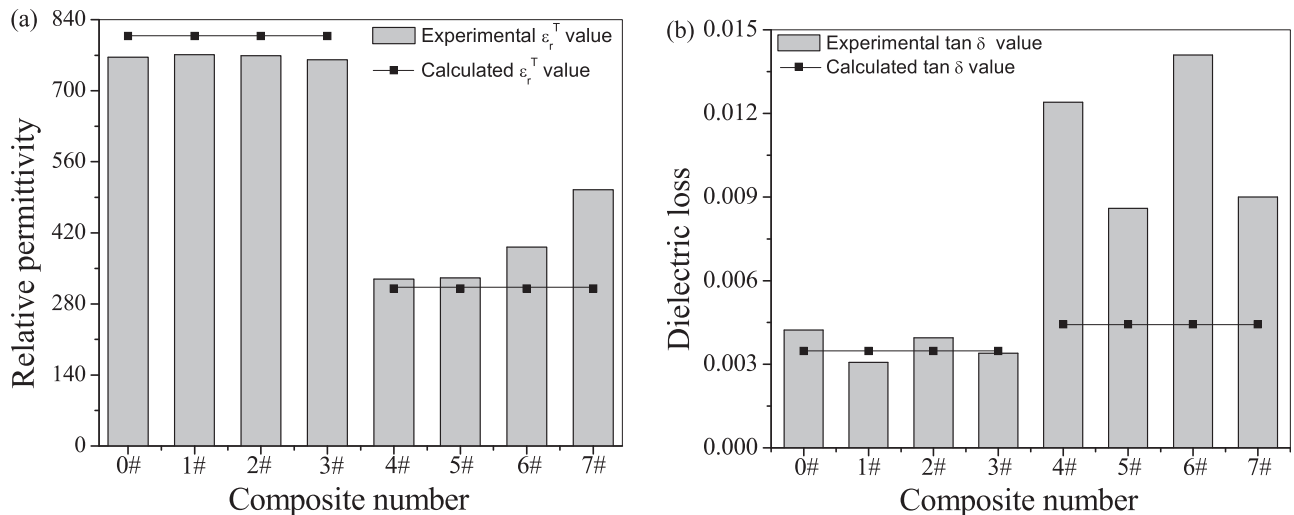 (a)
840
700
560
420
280
140
0
Relative permittivity
Experimental εᵣᵀ value
Calculated εᵣᵀ value
0# 1# 2# 3# 4# 5# 6# 7#
Composite number
(b)
0.015
0.012
0.009
0.006
0.003
0.000
Dielectric loss
Experimental tan δ value
Calculated tan δ value
0# 1# 2# 3# 4# 5# 6# 7#
Composite number